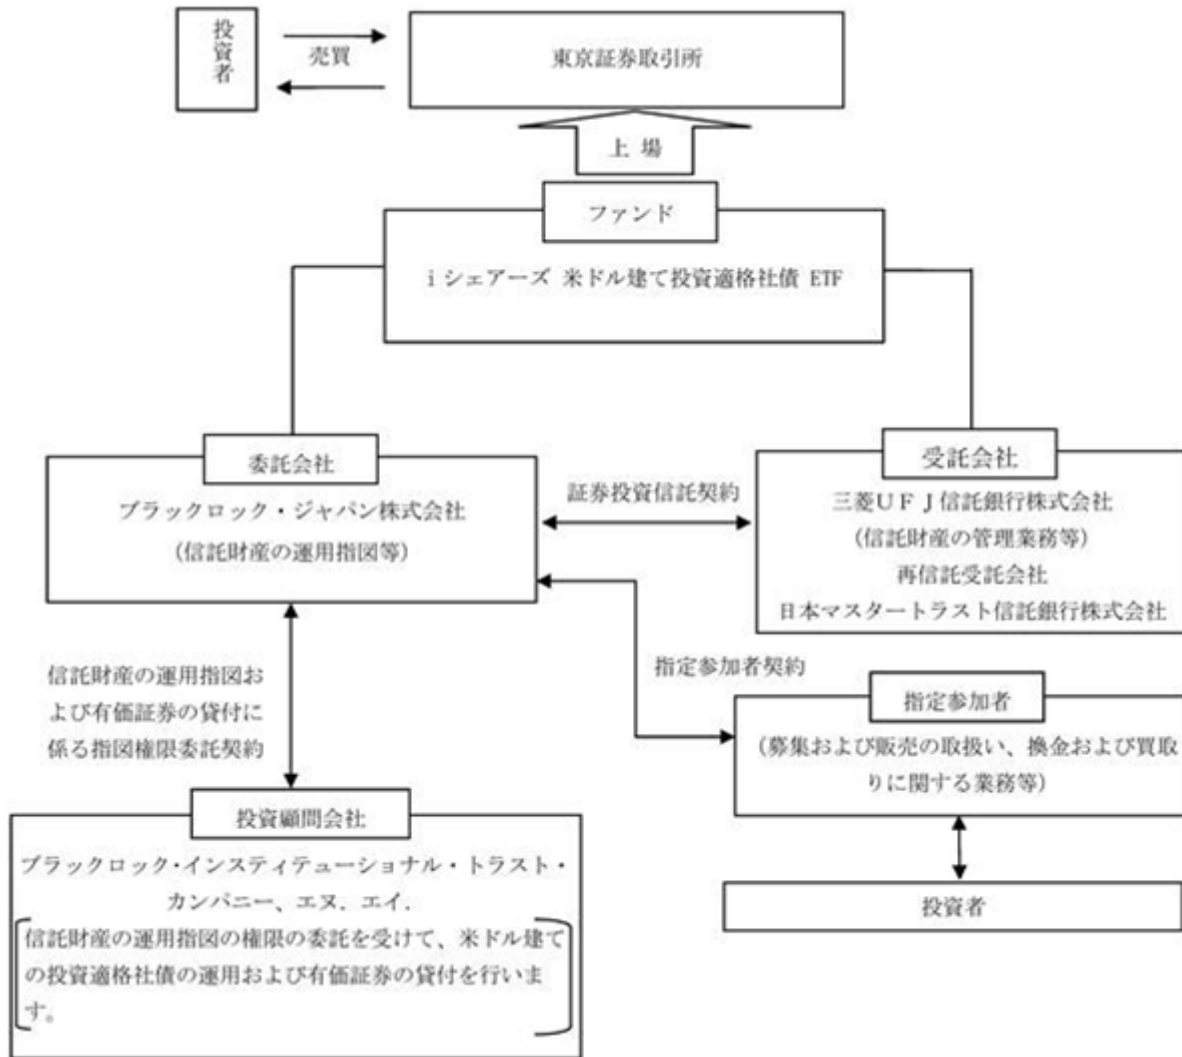 投資者
売買
東京証券取引所
上 場
ファンド
iシェアーズ 米ドル建て投資適格社債 ETF
委託会社
ブラックロック・ジャパン株式会社
(信託財産の運用指図等)
証券投資信託契約
受託会社
三菱UFJ信託銀行株式会社
(信託財産の管理業務等)
再信託受託会社
日本マスタートラスト信託銀行株式会社
信託財産の運用指図お
よび有価証券の貸付に
係る指図権限委託契約
指定参加者契約
指定参加者
(募集および販売の取扱い、換金および買取
りに関する業務等)
投資者
投資顧問会社
ブラックロック・インスティテューショナル・トラスト・
カンパニー、エヌ．エイ．
信託財産の運用指図の権限の委託を受けて、米ドル建て
の投資適格社債の運用および有価証券の貸付を行いま
す。